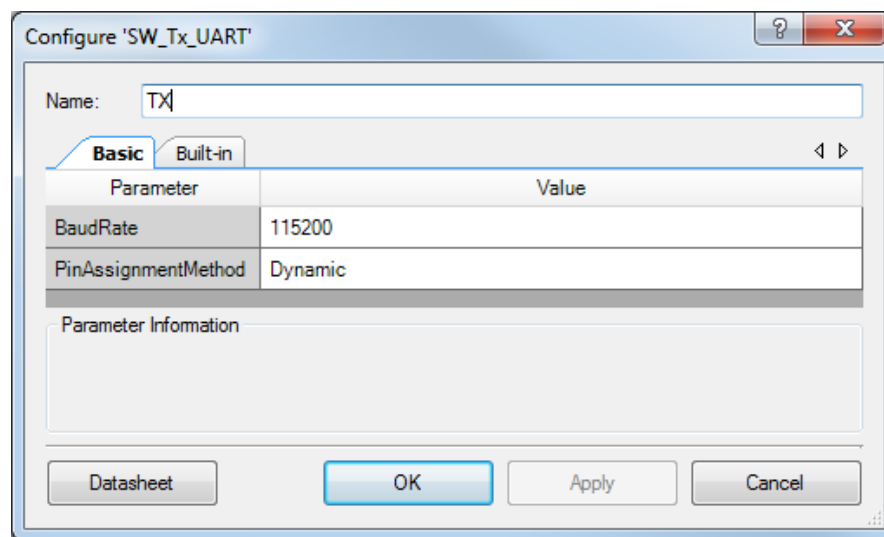 Configure 'SW_Tx_UART'
Name: TX
Basic Built-in
Parameter Value
BaudRate 115200
PinAssignmentMethod Dynamic
Parameter Information
Datasheet OK Apply Cancel